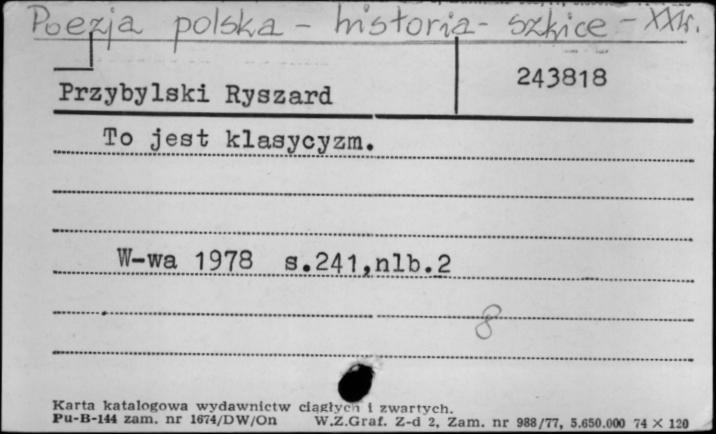 Poezja polska - historia - szkice - XXw.
243818
Przybylski Ryszard
To jest klasycyzm.
W-wa 1978 s.241,nlb.2
8
Karta katalogowa wydawnictw ciągłych i zwartych.
Pu-B-144 zam. nr 1674/DW/On W.Z.Graf. Z-d 2, Zam. nr 988/77, 5.650.000 74 X 120